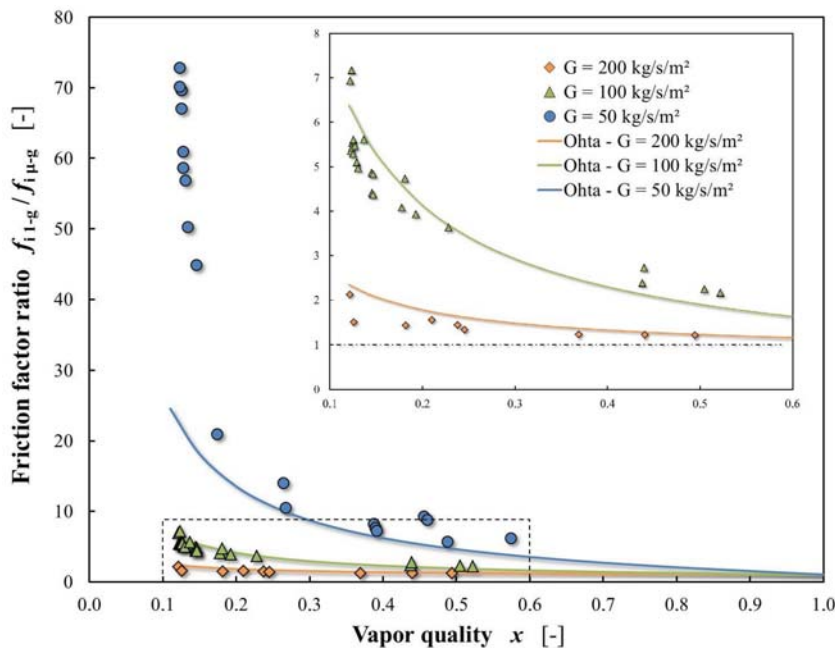 80
70
60
50
40
30
20
10
0
0.0 0.1 0.2 0.3 0.4 0.5 0.6 0.7 0.8 0.9 1.0
Friction factor ratio f i 1-g / f i μ-g [-]
Vapor quality x [-]
8
7
6
5
4
3
2
1
0
0.1 0.2 0.3 0.4 0.5 0.6
G = 200 kg/s/m²
G = 100 kg/s/m²
G = 50 kg/s/m²
Ohta - G = 200 kg/s/m²
Ohta - G = 100 kg/s/m²
Ohta - G = 50 kg/s/m²